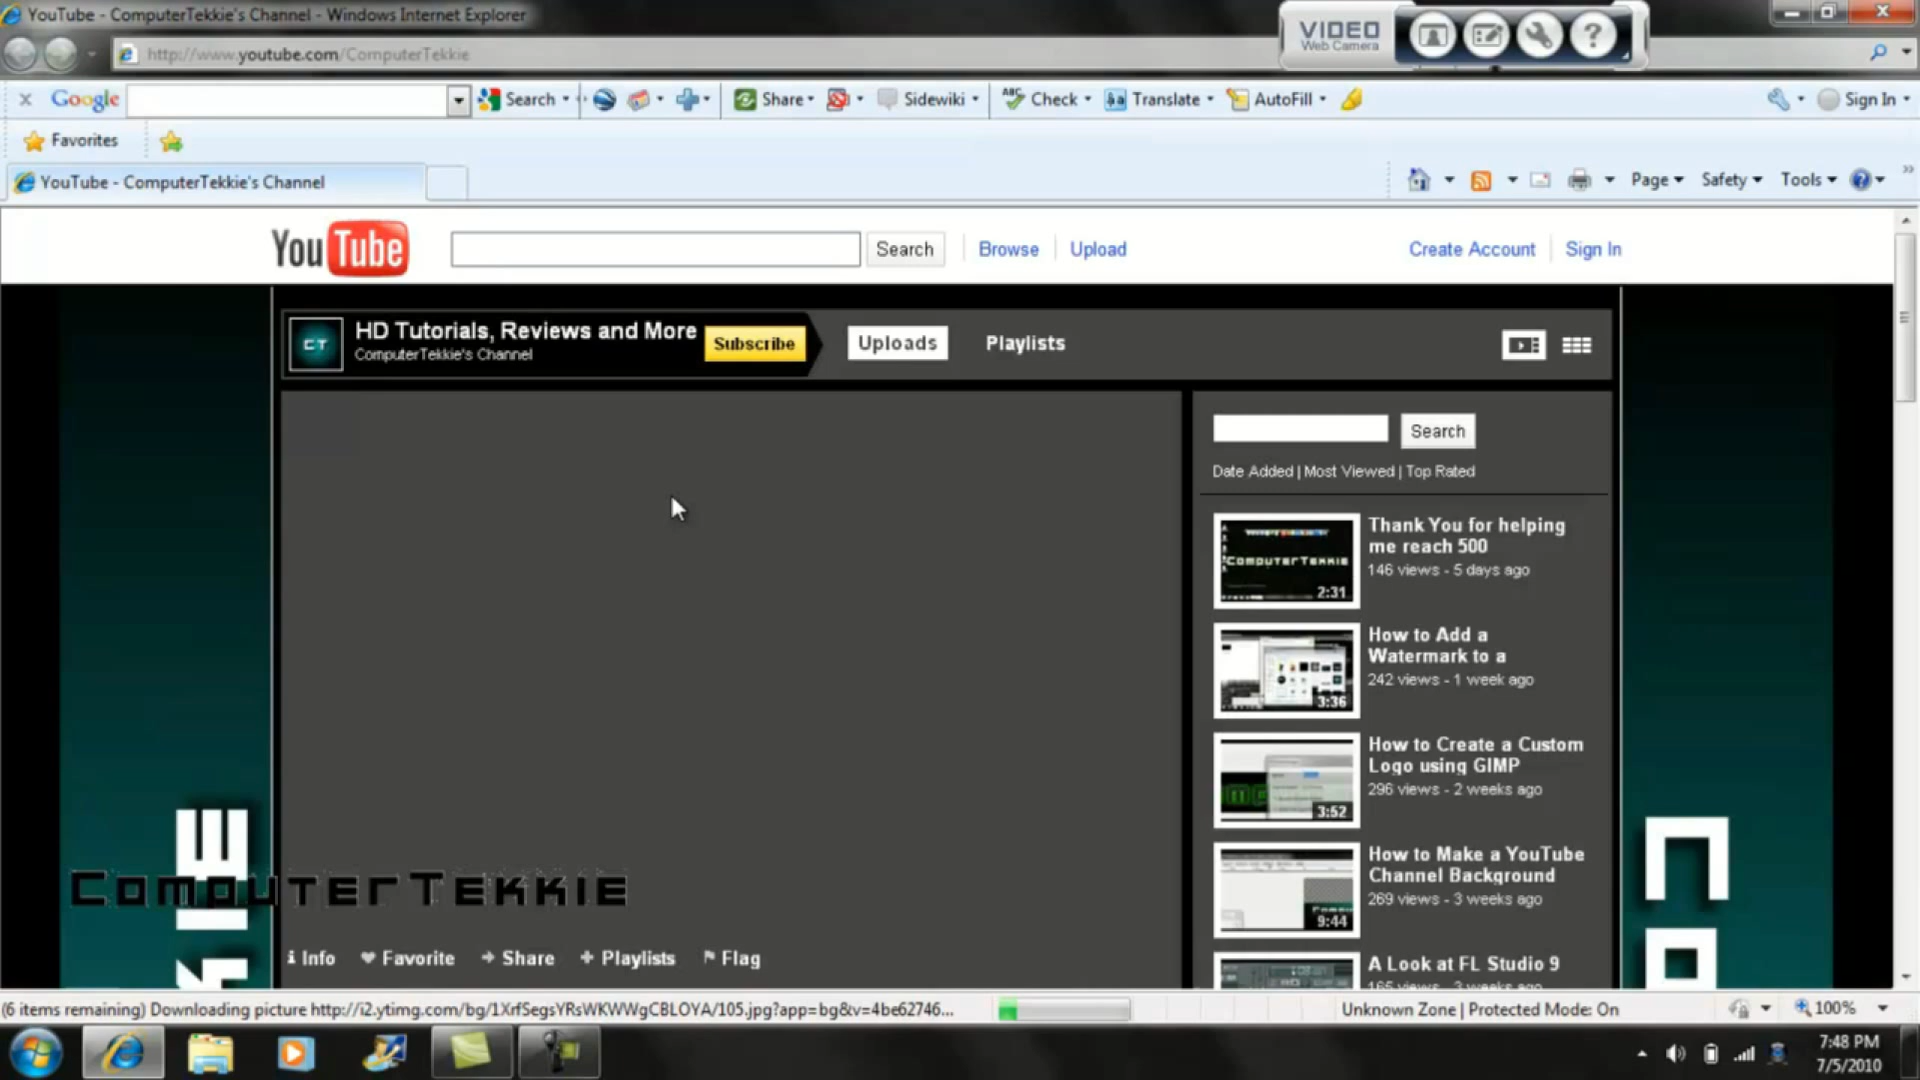 YouTube - ComputerTekkie's Channel - Windows Internet Explorer
VIDEO
Web Camera
http://www.youtube.com/ComputerTekkie
Google
Search
Share
Sidewiki
Check
Translate
AutoFill
Sign In
Favorites
YouTube - ComputerTekkie's Channel
Page
Safety
Tools
YouTube
Search
Browse
Upload
Create Account
Sign In
CT
HD Tutorials, Reviews and More
ComputerTekkie's Channel
Subscribe
Uploads
Playlists
Search
Date Added | Most Viewed | Top Rated
ComputerTekkie
2:31
Thank You for helping
me reach 500
146 views - 5 days ago
3:36
How to Add a
Watermark to a
242 views - 1 week ago
3:52
How to Create a Custom
Logo using GIMP
296 views - 2 weeks ago
9:44
How to Make a YouTube
Channel Background
269 views - 3 weeks ago
A Look at FL Studio 9
165 views - 3 weeks ago
ComputerTekkie
Info
Favorite
Share
Playlists
Flag
(6 items remaining) Downloading picture http://i2.ytimg.com/bg/1XrfSegsYRsWKWWgCBLOYA/105.jpg?app=bg&v=4be62746...
Unknown Zone | Protected Mode: On
100%
7:48 PM
7/5/2010